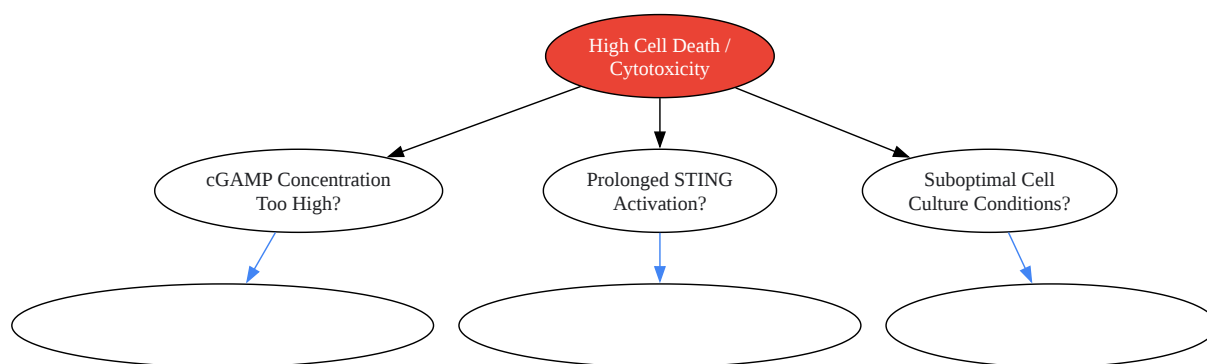 High Cell Death /
Cytotoxicity
cGAMP Concentration
Too High?
Prolonged STING
Activation?
Suboptimal Cell
Culture Conditions?